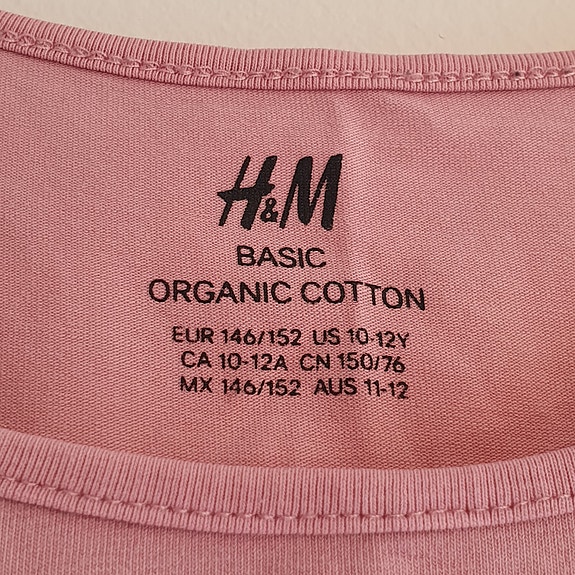 H&M
BASIC
ORGANIC COTTON
EUR 146/152 US 10-12Y
CA 10-12A CN 150/76
MX 146/152 AUS 11-12